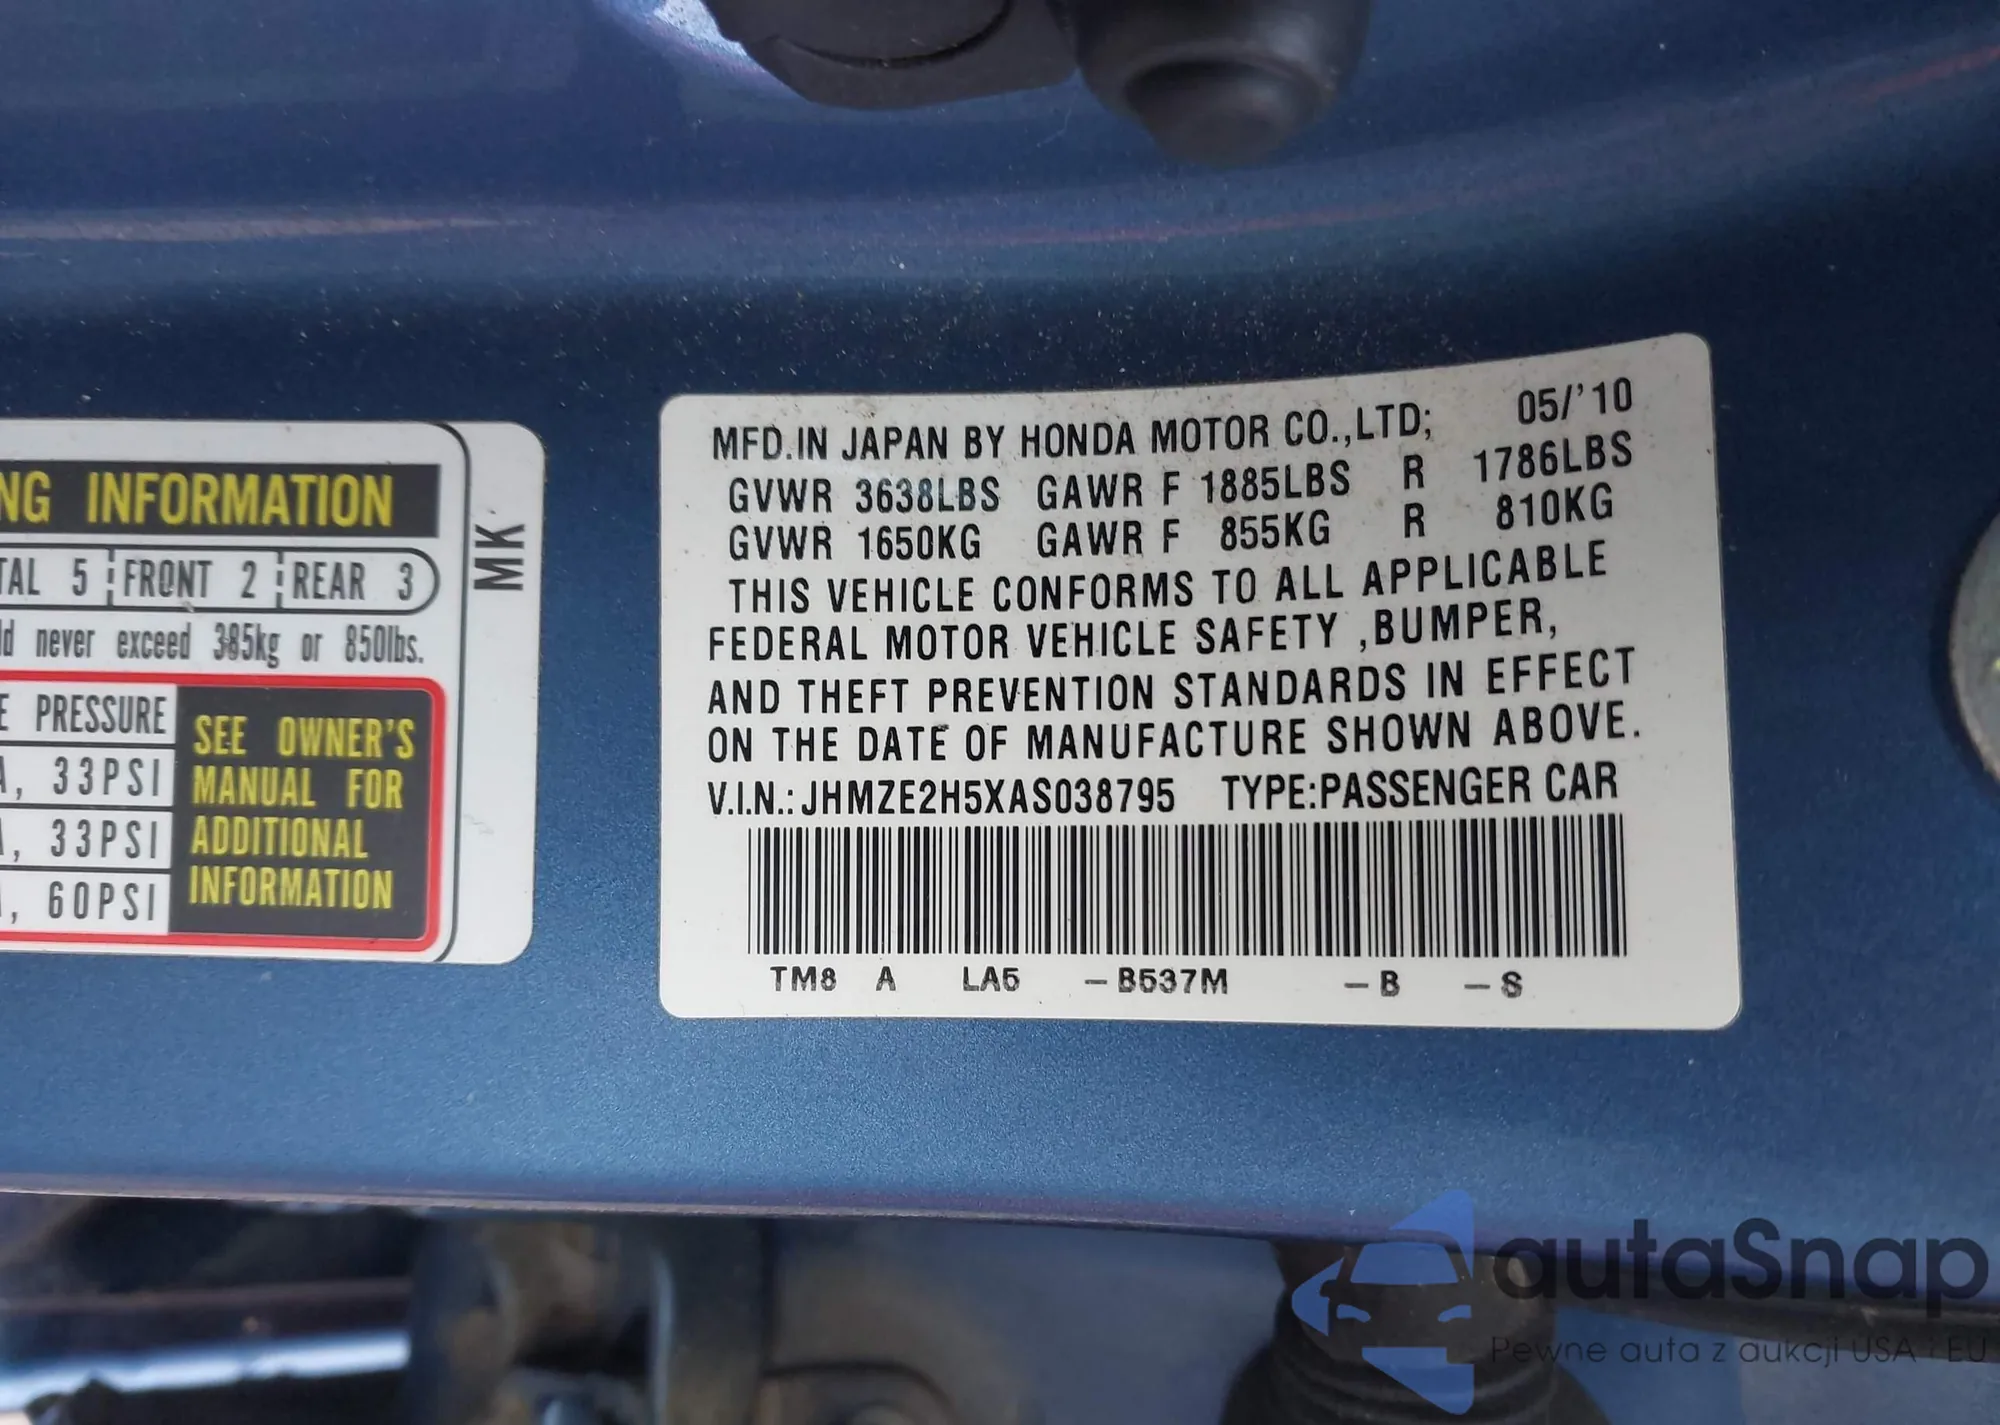 NG INFORMATION
TAL 5 FRONT 2 REAR 3
ld never exceed 385kg or 850lbs.
E PRESSURE
A, 33PSI
A, 33PSI
A, 60PSI
SEE OWNER'S
MANUAL FOR
ADDITIONAL
INFORMATION
MK
MFD.IN JAPAN BY HONDA MOTOR CO.,LTD; 05/'10
GVWR 3638LBS GAWR F 1885LBS R 1786LBS
GVWR 1650KG GAWR F 855KG R 810KG
THIS VEHICLE CONFORMS TO ALL APPLICABLE
FEDERAL MOTOR VEHICLE SAFETY ,BUMPER,
AND THEFT PREVENTION STANDARDS IN EFFECT
ON THE DATE OF MANUFACTURE SHOWN ABOVE.
V.I.N.: JHMZE2H5XAS038795 TYPE:PASSENGER CAR
TM8 A LA5 -B537M -B -S
autaSnap
Pewne auta z aukcji USA i EU